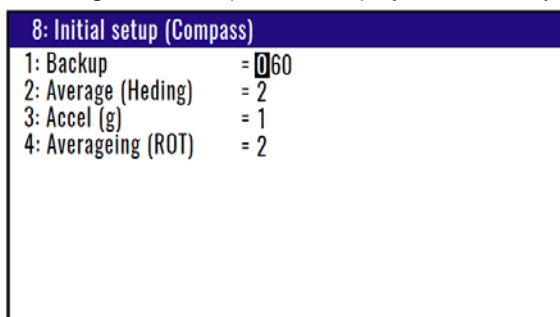 8: Initial setup (Compass)
1: Backup = 060
2: Average (Heding) = 2
3: Accel (g) = 1
4: Averageing (ROT) = 2